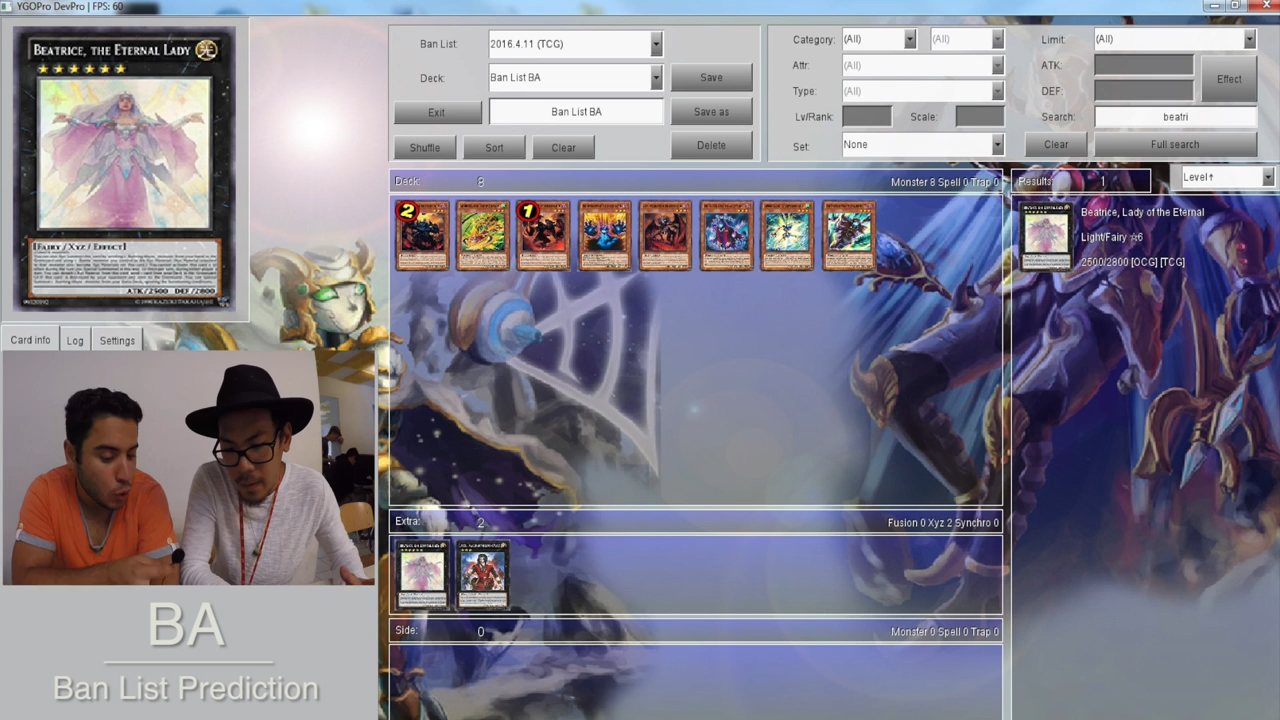 YGOPro DevPro | FPS: 60
BEATRICE, THE ETERNAL LADY
[FAIRY / XYZ / EFFECT]
ATK/2500 DEF/2800
Card info
Log
Settings
BA
Ban List Prediction
Ban List:
2016.4.11 (TCG)
Deck:
Ban List BA
Save
Exit
Ban List BA
Save as
Shuffle
Sort
Clear
Delete
Category:
(All)
(All)
Limit:
(All)
Attr:
(All)
ATK:
Type:
(All)
DEF:
Effect
Lv/Rank:
Scale:
Search:
beatri
Set:
None
Clear
Full search
Deck:
8
Monster 8 Spell 0 Trap 0
Results:
1
Level↑
2
1
Beatrice, Lady of the Eternal
Light/Fairy ☆6
2500/2800 [OCG] [TCG]
Extra:
2
Fusion 0 Xyz 2 Synchro 0
Side:
0
Monster 0 Spell 0 Trap 0